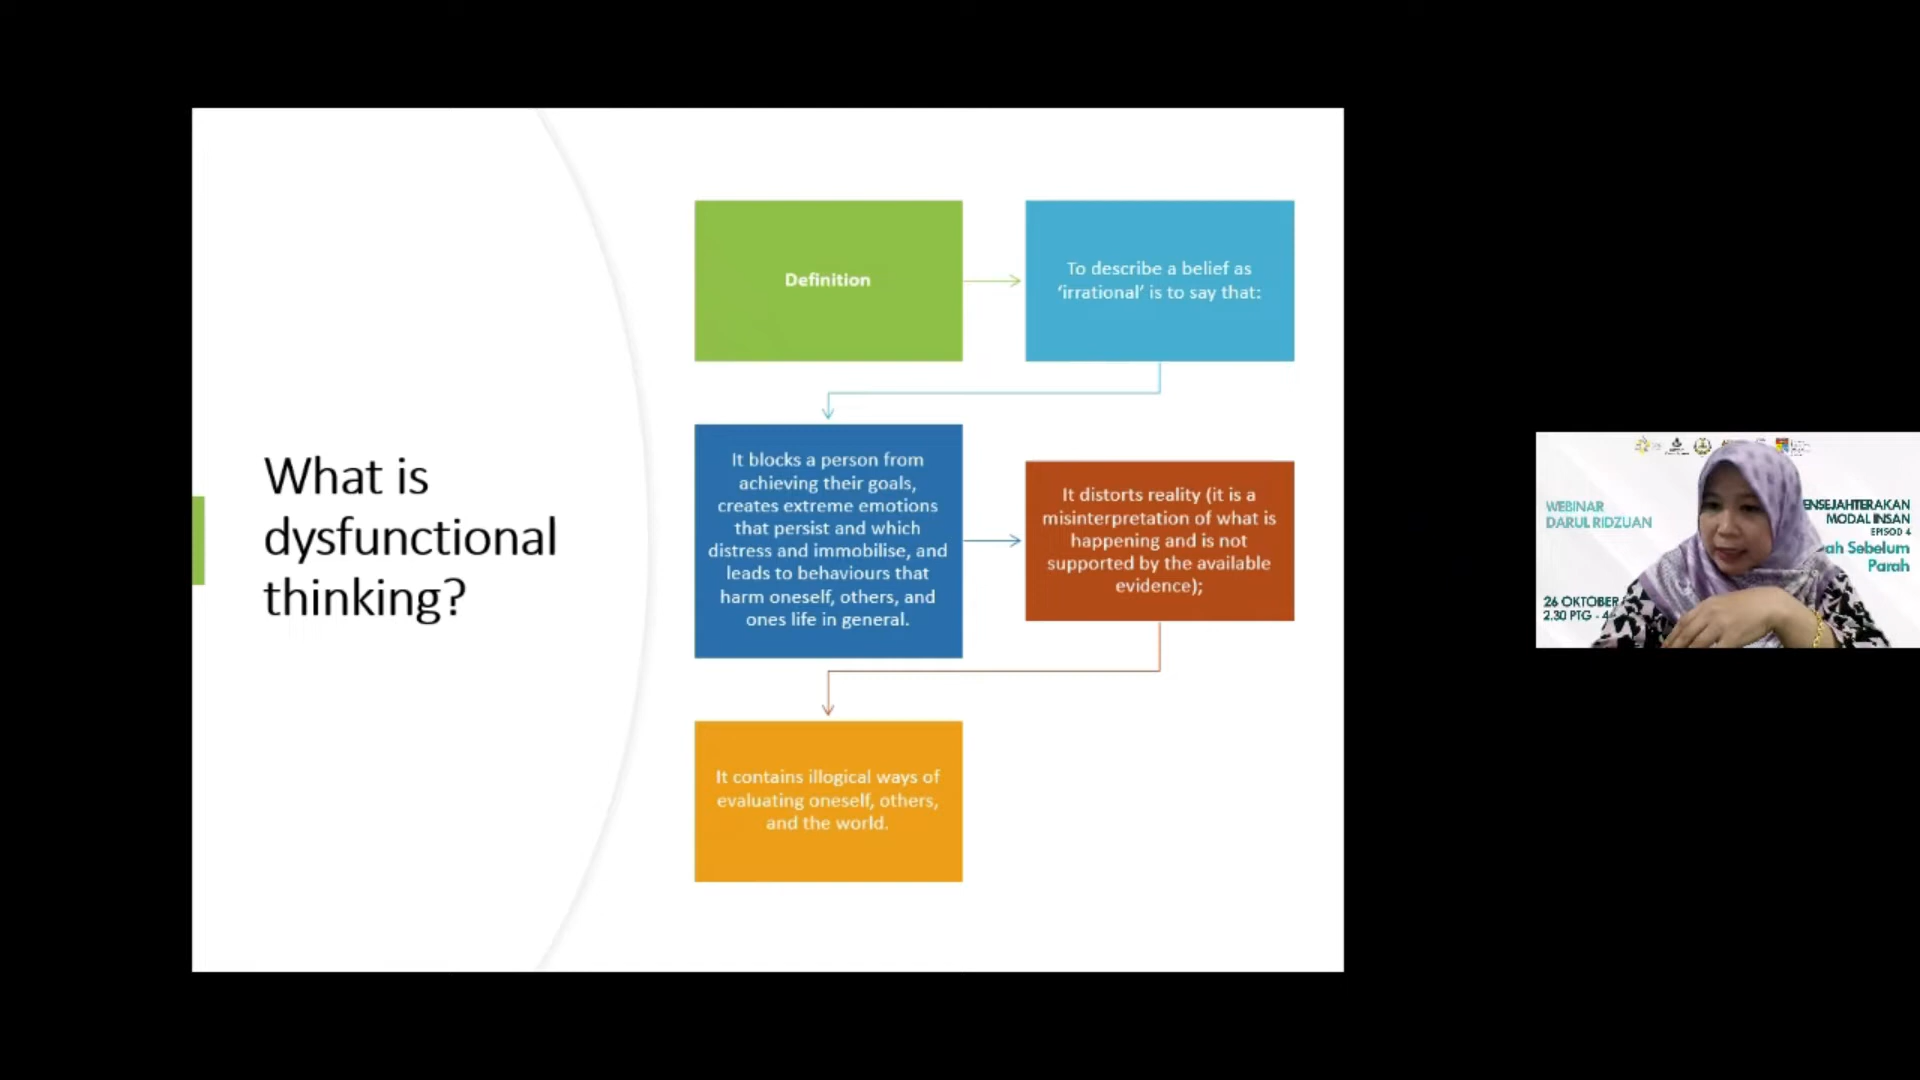 What is
dysfunctional
thinking?
Definition
To describe a belief as
‘irrational’ is to say that:
It blocks a person from
achieving their goals,
creates extreme emotions
that persist and which
distress and immobilise, and
leads to behaviours that
harm oneself, others, and
ones life in general.
It distorts reality (it is a
misinterpretation of what is
happening and is not
supported by the available
evidence);
It contains illogical ways of
evaluating oneself, others,
and the world.
WEBINAR
DARUL RIDZUAN
26 OKTOBER
2.30 PTG - 4
ENSEJAHTERAKAN
MODAL INSAN
EPISOD 4
ah Sebelum
Parah